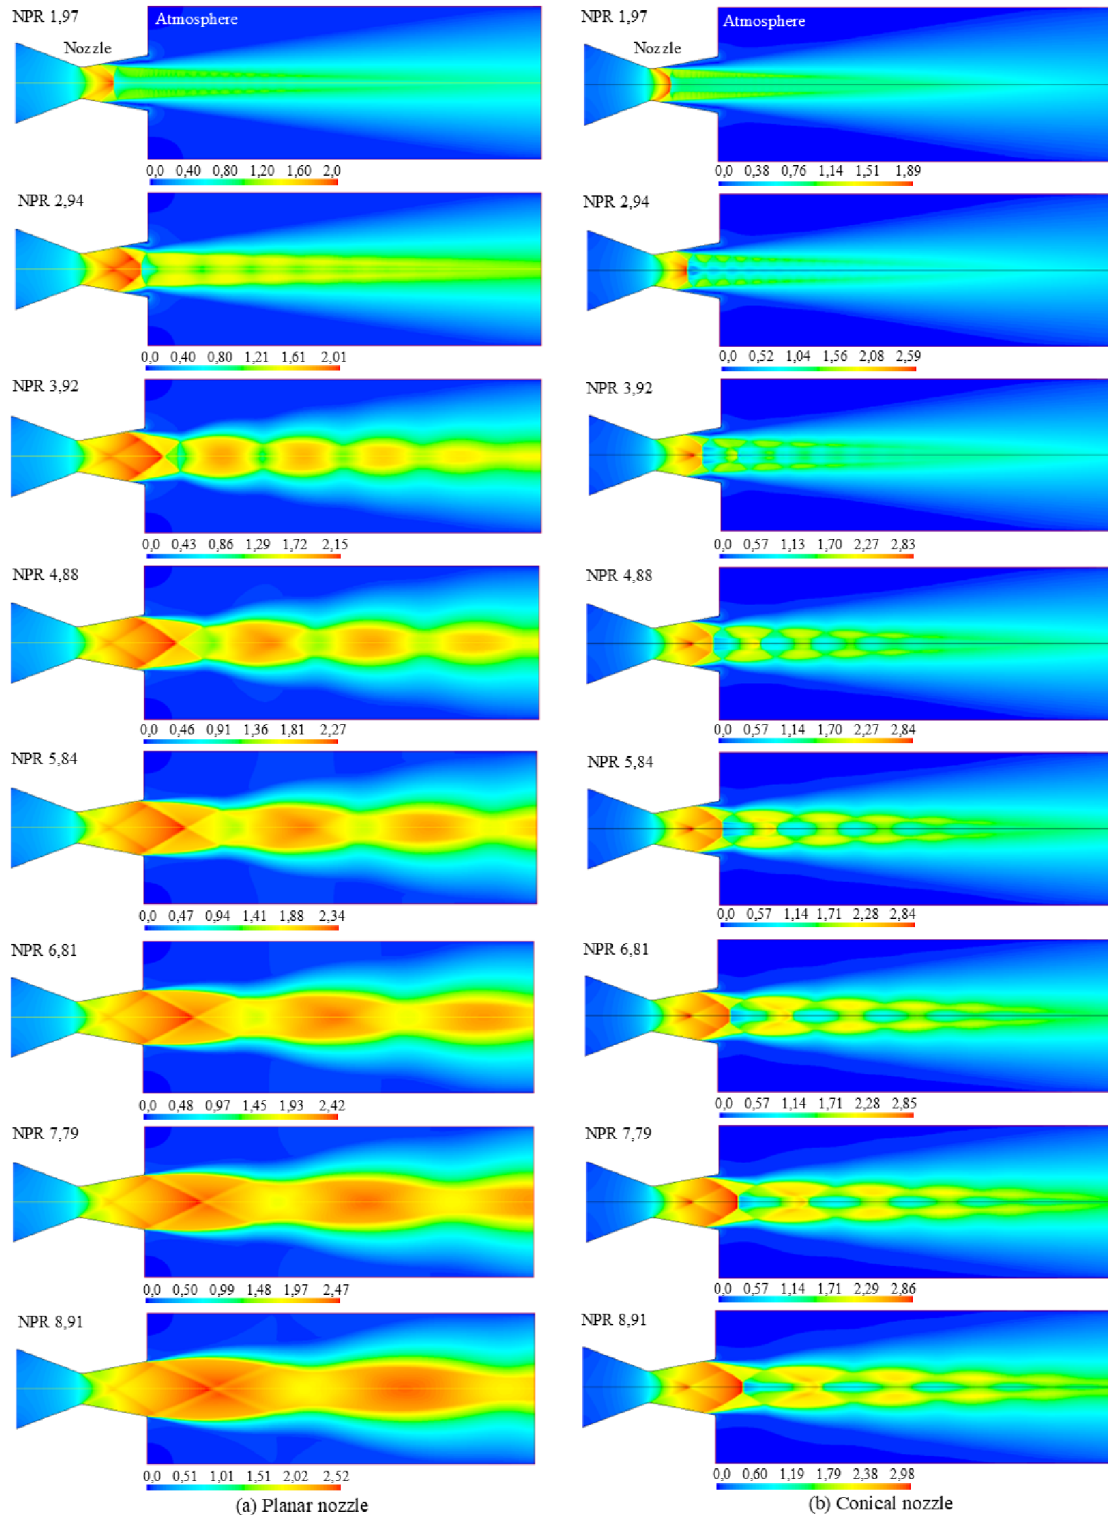 NPR 1,97
Atmosphere
Nozzle
0,0 0,40 0,80 1,20 1,60 2,0
NPR 2,94
0,0 0,40 0,80 1,21 1,61 2,01
NPR 3,92
0,0 0,43 0,86 1,29 1,72 2,15
NPR 4,88
0,0 0,46 0,91 1,36 1,81 2,27
NPR 5,84
0,0 0,47 0,94 1,41 1,88 2,34
NPR 6,81
0,0 0,48 0,97 1,45 1,93 2,42
NPR 7,79
0,0 0,50 0,99 1,48 1,97 2,47
NPR 8,91
0,0 0,51 1,01 1,51 2,02 2,52
(a) Planar nozzle
NPR 1,97
Atmosphere
Nozzle
0,0 0,38 0,76 1,14 1,51 1,89
NPR 2,94
0,0 0,52 1,04 1,56 2,08 2,59
NPR 3,92
0,0 0,57 1,13 1,70 2,27 2,83
NPR 4,88
0,0 0,57 1,14 1,70 2,27 2,84
NPR 5,84
0,0 0,57 1,14 1,71 2,28 2,84
NPR 6,81
0,0 0,57 1,14 1,71 2,28 2,85
NPR 7,79
0,0 0,57 1,14 1,71 2,29 2,86
NPR 8,91
0,0 0,60 1,19 1,79 2,38 2,98
(b) Conical nozzle